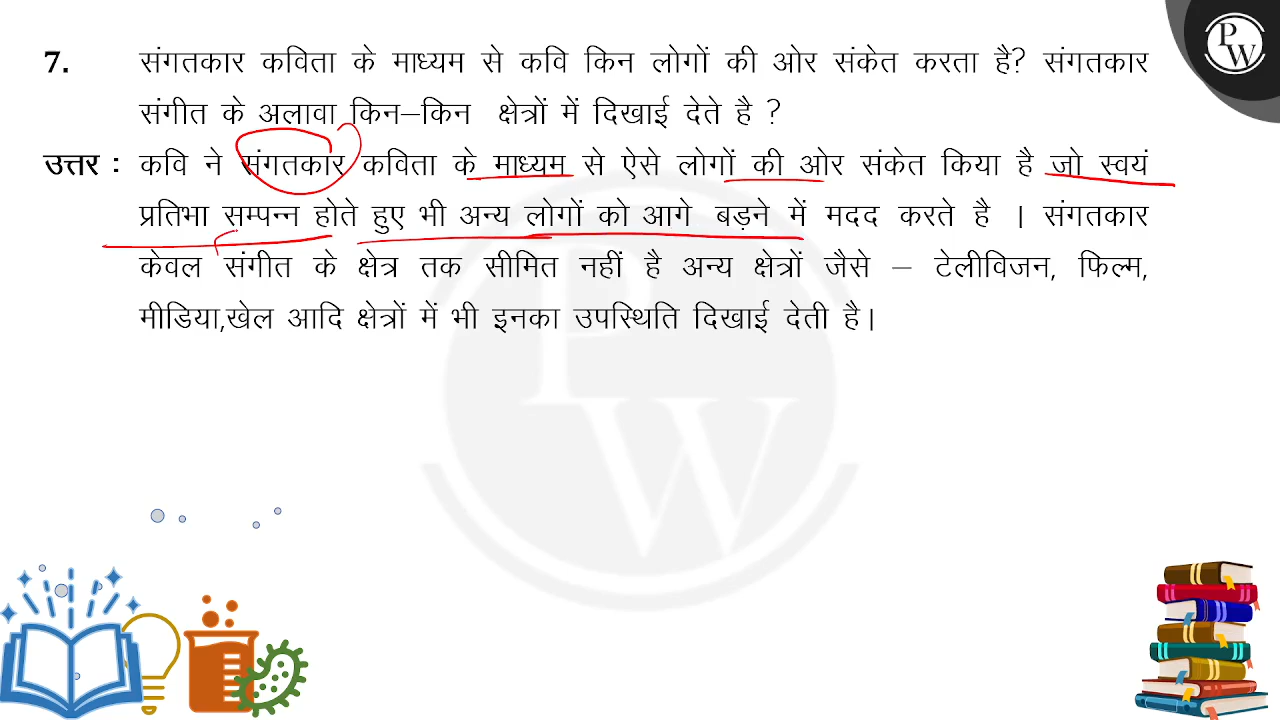 PW
7. संगतकार कविता के माध्यम से कवि किन लोगों की ओर संकेत करता है? संगतकार
संगीत के अलावा किन–किन क्षेत्रों में दिखाई देते है ?
उत्तर : कवि ने संगतकार कविता के माध्यम से ऐसे लोगों की ओर संकेत किया है जो स्वयं
प्रतिभा सम्पन्न होते हुए भी अन्य लोगों को आगे बड़ने में मदद करते है । संगतकार
केवल संगीत के क्षेत्र तक सीमित नहीं है अन्य क्षेत्रों जैसे – टेलीविजन, फिल्म,
मीडिया,खेल आदि क्षेत्रों में भी इनका उपस्थिति दिखाई देती है।
PW